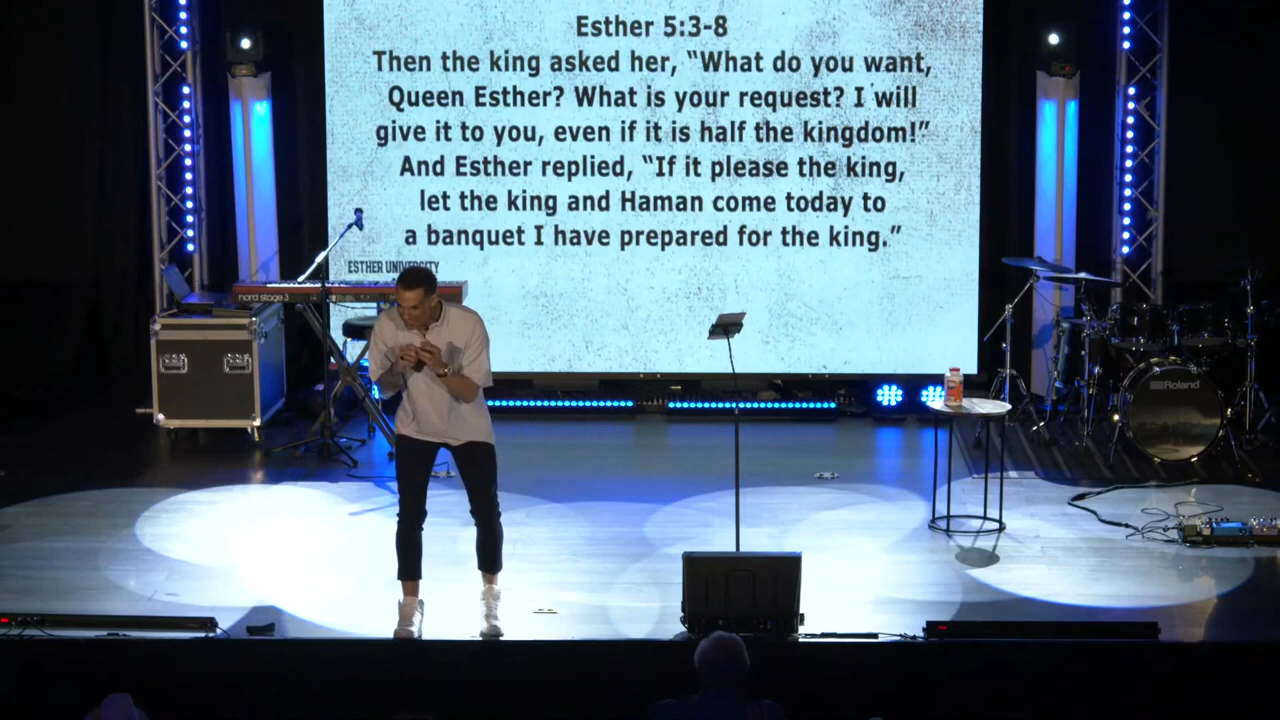 Esther 5:3-8
Then the king asked her, “What do you want,
Queen Esther? What is your request? I will
give it to you, even if it is half the kingdom!”
And Esther replied, “If it please the king,
let the king and Haman come today to
a banquet I have prepared for the king.”
ESTHER UNIVERSITY
nord stage 3
Roland